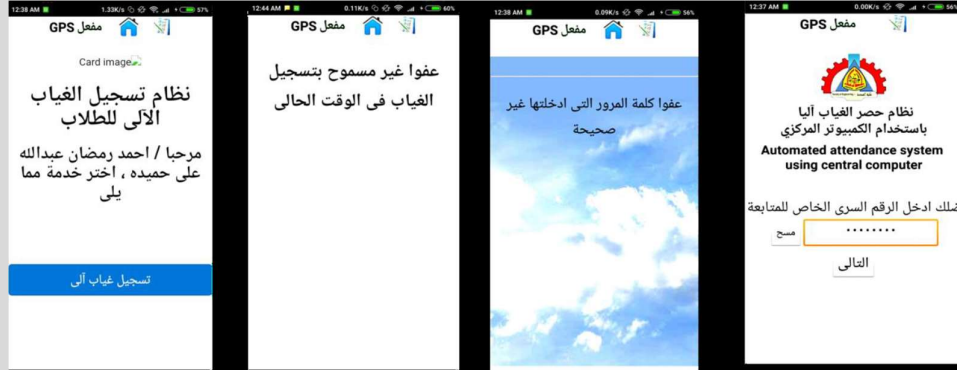 12:38 AM
1.33K/s
57%
GPS مفعل
Card image
نظام تسجيل الغياب
الآلى للطلاب
مرحبا / احمد رمضان عبدالله
على حميده ، اختر خدمة مما
يلى
تسجيل غياب آلى
12:44 AM
0.11K/s
60%
GPS مفعل
عفوا غير مسموح بتسجيل
الغياب فى الوقت الحالى
12:38 AM
0.09K/s
56%
GPS مفعل
عفوا كلمة المرور التى ادخلتها غير
صحيحة
12:37 AM
0.00K/s
56%
GPS مفعل
نظام حصر الغياب آليا
باستخدام الكمبيوتر المركزي
Automated attendance system
using central computer
ضلك ادخل الرقم السرى الخاص للمتابعة
مسح
التالى